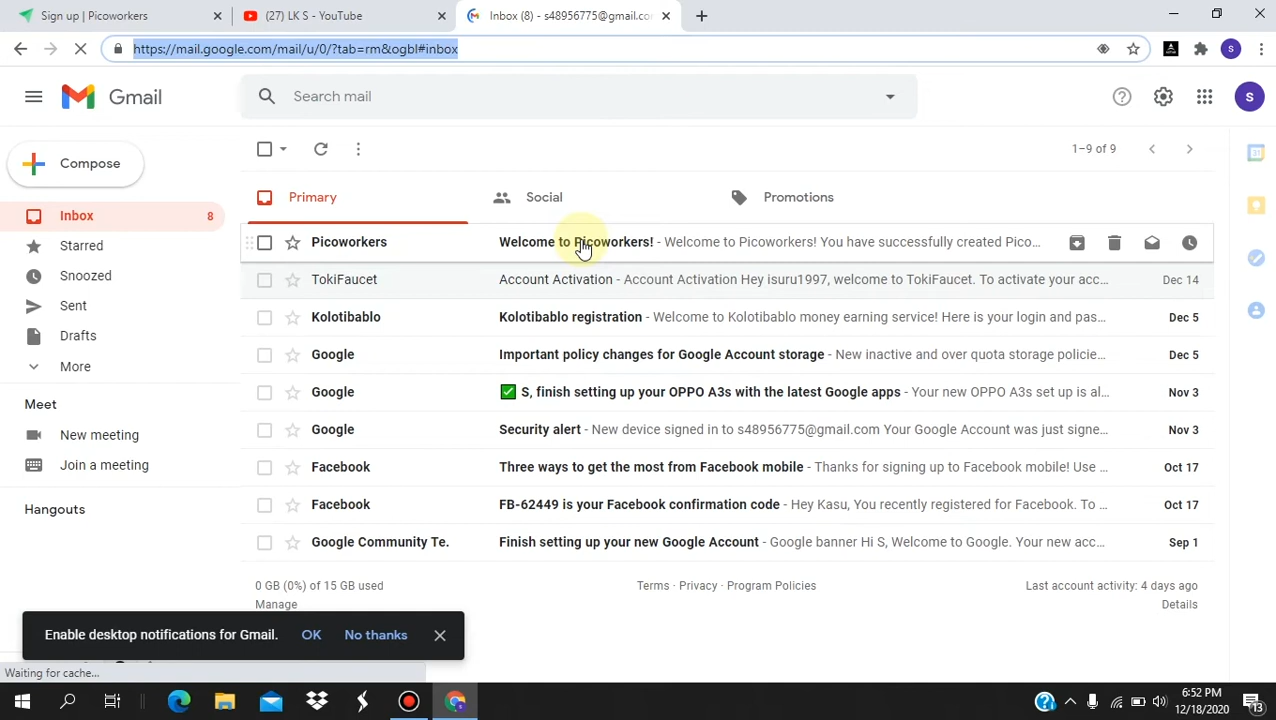 Sign up | Picoworkers
(27) LK S - YouTube
Inbox (8) - s48956775@gmail.co
https://mail.google.com/mail/u/0/?tab=rm&ogbl#inbox
S
Gmail
Search mail
S
Compose
1–9 of 9
Primary
Social
Promotions
Inbox 8
Starred
Snoozed
Sent
Drafts
More
Meet
New meeting
Join a meeting
Hangouts
Picoworkers Welcome to Picoworkers! - Welcome to Picoworkers! You have successfully created Pico...
TokiFaucet Account Activation - Account Activation Hey isuru1997, welcome to TokiFaucet. To activate your acc... Dec 14
Kolotibablo Kolotibablo registration - Welcome to Kolotibablo money earning service! Here is your login and pas... Dec 5
Google Important policy changes for Google Account storage - New inactive and over quota storage policie... Dec 5
Google ✅ S, finish setting up your OPPO A3s with the latest Google apps - Your new OPPO A3s set up is al... Nov 3
Google Security alert - New device signed in to s48956775@gmail.com Your Google Account was just signe... Nov 3
Facebook Three ways to get the most from Facebook mobile - Thanks for signing up to Facebook mobile! Use ... Oct 17
Facebook FB-62449 is your Facebook confirmation code - Hey Kasu, You recently registered for Facebook. To ... Oct 17
Google Community Te. Finish setting up your new Google Account - Google banner Hi S, Welcome to Google. Your new acc... Sep 1
0 GB (0%) of 15 GB used
Manage
Terms · Privacy · Program Policies
Last account activity: 4 days ago
Details
Enable desktop notifications for Gmail. OK No thanks
Waiting for cache...
6:52 PM
12/18/2020
13